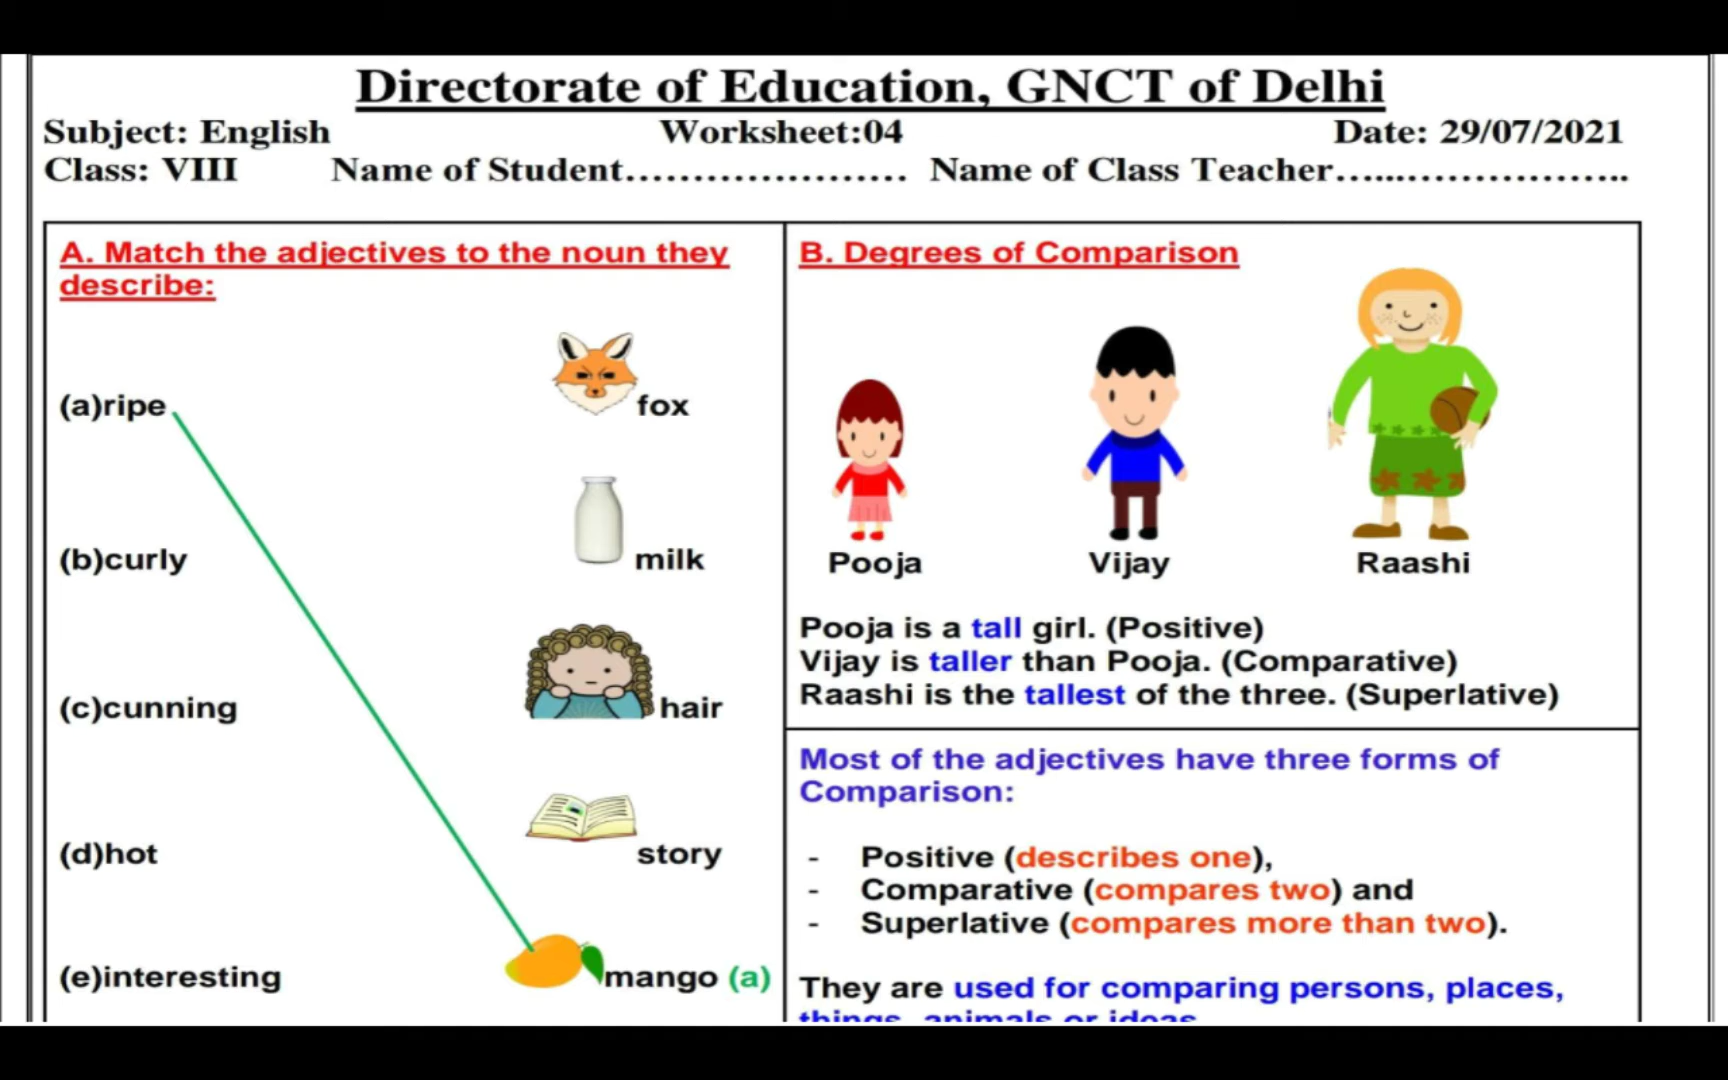 Directorate of Education, GNCT of Delhi
Subject: English Worksheet:04 Date: 29/07/2021
Class: VIII Name of Student..................... Name of Class Teacher......................
A. Match the adjectives to the noun they
describe:
(a)ripe fox
(b)curly milk
(c)cunning hair
(d)hot story
(e)interesting mango (a)
B. Degrees of Comparison
Pooja Vijay Raashi
Pooja is a tall girl. (Positive)
Vijay is taller than Pooja. (Comparative)
Raashi is the tallest of the three. (Superlative)
Most of the adjectives have three forms of
Comparison:
- Positive (describes one),
- Comparative (compares two) and
- Superlative (compares more than two).
They are used for comparing persons, places,
things, animals or ideas